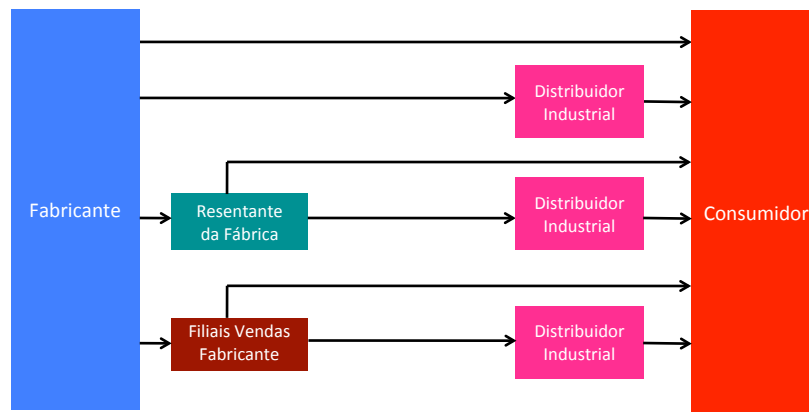 Distribuidor
Industrial
Fabricante
Resentante
da Fábrica
Distribuidor
Industrial
Consumidor
Filiais Vendas
Fabricante
Distribuidor
Industrial